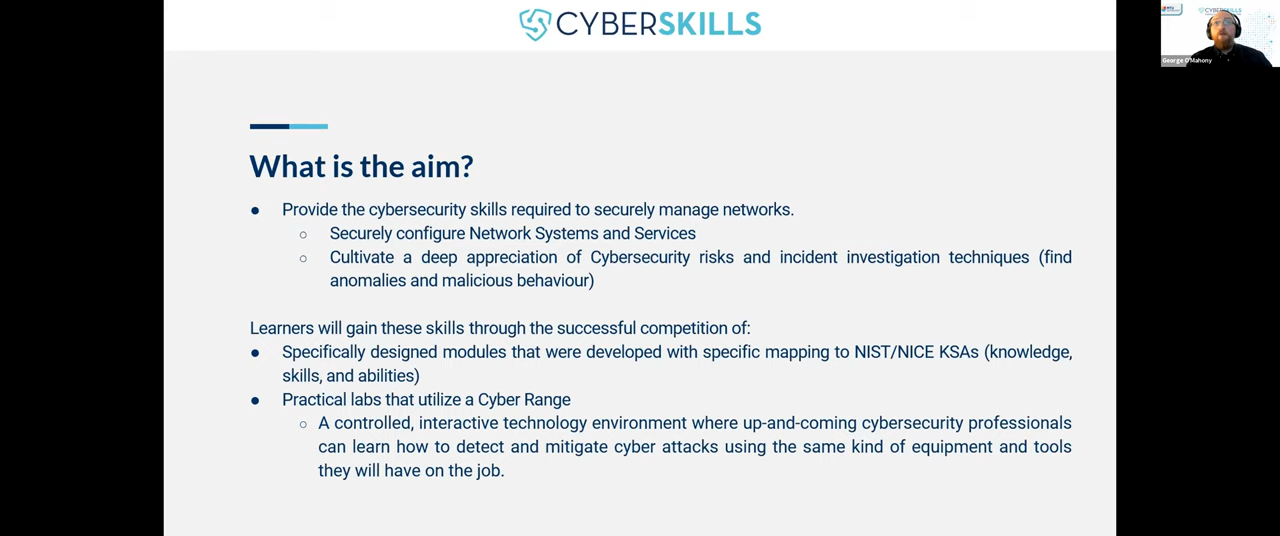 CYBERSKILLS
CYBERSKILLS
George O'Mahony
What is the aim?
● Provide the cybersecurity skills required to securely manage networks.
○ Securely configure Network Systems and Services
○ Cultivate a deep appreciation of Cybersecurity risks and incident investigation techniques (find
anomalies and malicious behaviour)
Learners will gain these skills through the successful competition of:
● Specifically designed modules that were developed with specific mapping to NIST/NICE KSAs (knowledge,
skills, and abilities)
● Practical labs that utilize a Cyber Range
○ A controlled, interactive technology environment where up-and-coming cybersecurity professionals
can learn how to detect and mitigate cyber attacks using the same kind of equipment and tools
they will have on the job.